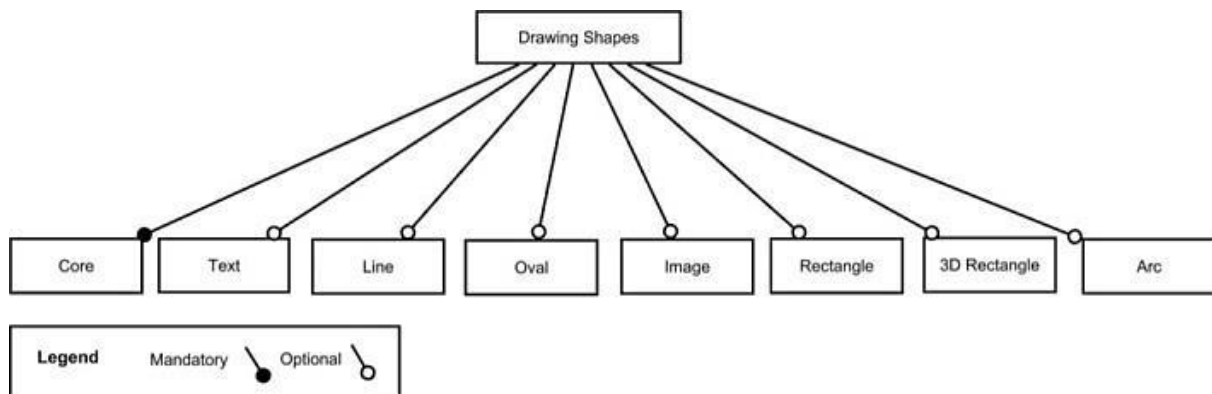 Drawing Shapes
Core
Text
Line
Oval
Image
Rectangle
3D Rectangle
Arc
Legend Mandatory Optional